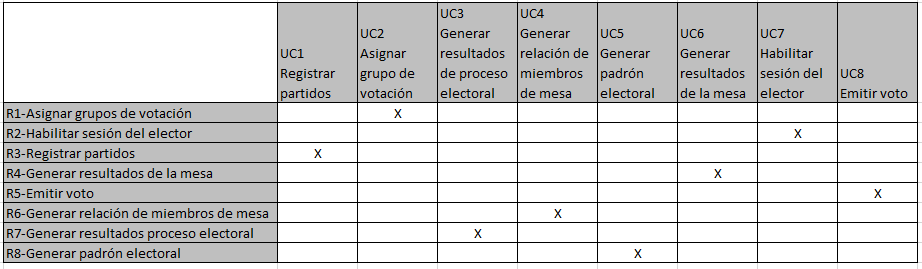 UC1
Registrar
partidos
UC2
Asignar
grupo de
votación
UC3
Generar
resultados
de proceso
electoral
UC4
Generar
relación de
miembros
de mesa
UC5
Generar
padrón
electoral
UC6
Generar
resultados
de la mesa
UC7
Habilitar
sesión del
elector
UC8
Emitir voto
R1-Asignar grupos de votación X
R2-Habilitar sesión del elector X
R3-Registrar partidos X
R4-Generar resultados de la mesa X
R5-Emitir voto X
R6-Generar relación de miembros de mesa X
R7-Generar resultados proceso electoral X
R8-Generar padrón electoral X